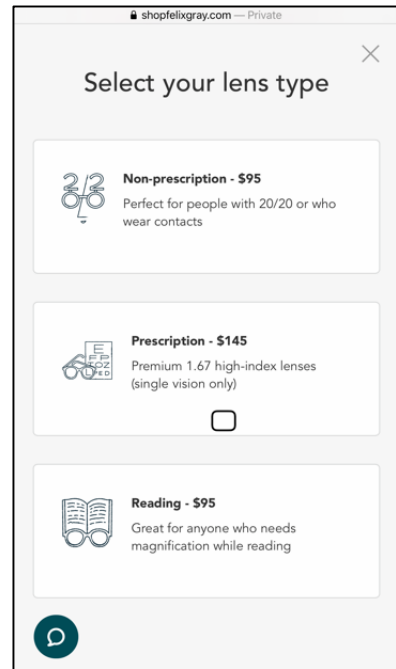 shopfelixgray.com — Private
Select your lens type
Non-prescription - $95
Perfect for people with 20/20 or who
wear contacts
Prescription - $145
Premium 1.67 high-index lenses
(single vision only)
Reading - $95
Great for anyone who needs
magnification while reading